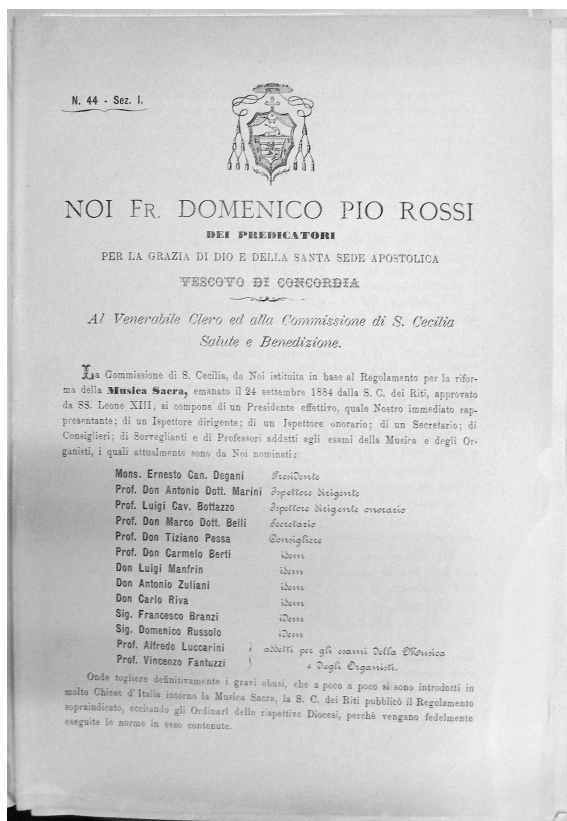 N. 44 - Sez. I.
NOI FR. DOMENICO PIO ROSSI
DEI PREDICATORI
PER LA GRAZIA DI DIO E DELLA SANTA SEDE APOSTOLICA
VESCOVO DI CONCORDIA
Al Venerabile Clero ed alla Commissione di S. Cecilia
Salute e Benedizione.
La Commissione di S. Cecilia, da Noi istituita in base al Regolamento per la rifor-
ma della Musica Sacra, emanato il 24 settembre 1884 dalla S. C. dei Riti, approvato
da SS. Leone XIII, si compone di un Presidente effettivo, quale Nostro immediato rap-
presentante; di un Ispettore dirigente; di un Ispettore onorario; di un Secretario; di
Consiglieri; di Sorveglianti e di Professori addetti agli esami della Musica e degli Or-
ganisti, i quali attualmente sono da Noi nominati:
Mons. Ernesto Can. Degani Presidente
Prof. Don Antonio Dott. Marini Ispettore dirigente
Prof. Luigi Cav. Bottazzo Ispettore dirigente onorario
Prof. Don Marco Dott. Belli Secretario
Prof. Don Tiziano Pessa Consigliere
Prof. Don Carmelo Berti idem
Don Luigi Manfrin idem
Don Antonio Zuliani idem
Don Carlo Riva idem
Sig. Francesco Branzi idem
Sig. Domenico Russolo idem
Prof. Alfredo Luccarini } addetti per gli esami della Musica
Prof. Vincenzo Fantuzzi } e degli Organisti.
Onde togliere definitivamente i gravi abusi, che a poco a poco si sono introdotti in
molte Chiese d'Italia intorno la Musica Sacra, la S. C. dei Riti pubblicò il Regolamento
sopraindicato, eccitando gli Ordinarî delle rispettive Diocesi, perchè vengano fedelmente
eseguite le norme in esso contenute.